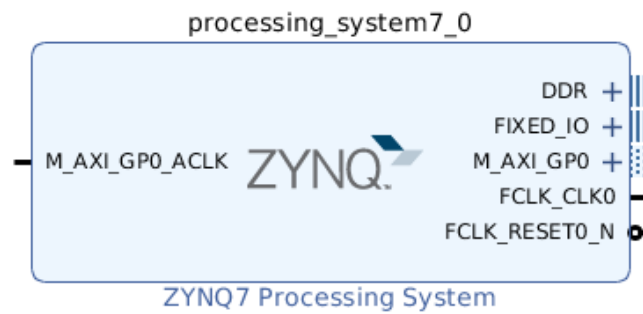 processing_system7_0
DDR
FIXED_IO
M_AXI_GP0_ACLK
ZYNQ
M_AXI_GP0
FCLK_CLK0
FCLK_RESET0_N
ZYNQ7 Processing System